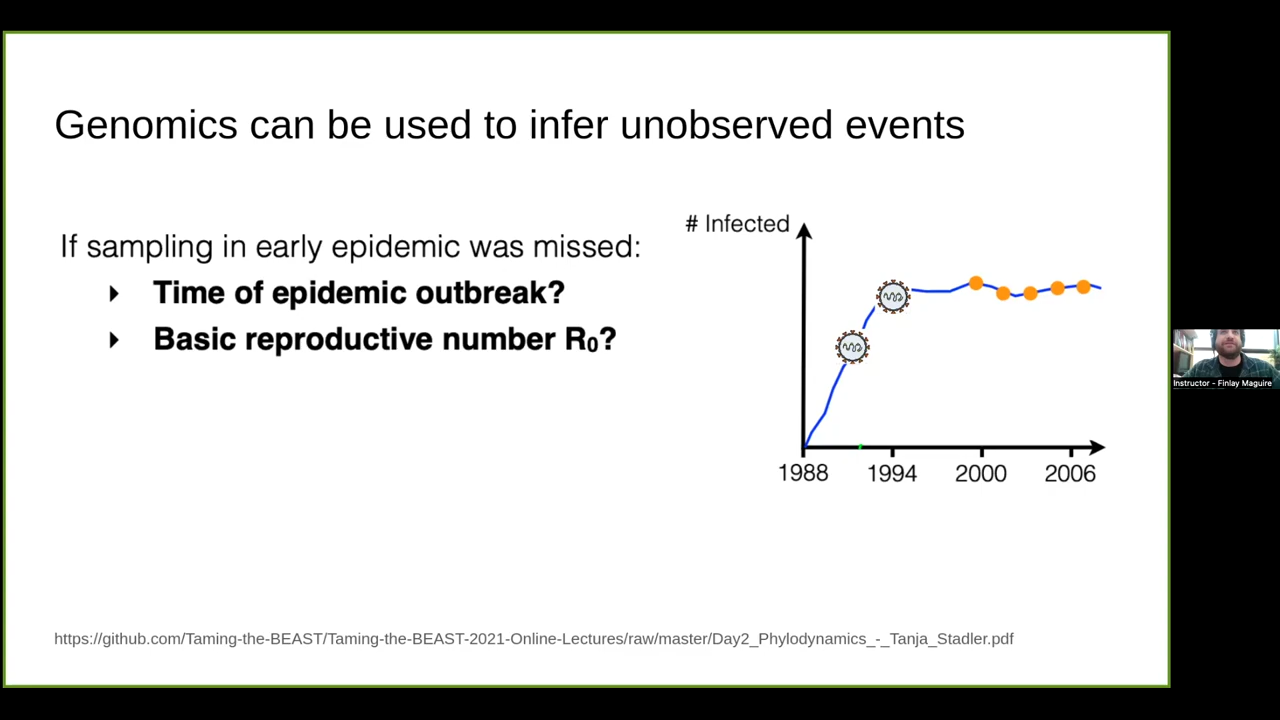 Genomics can be used to infer unobserved events
If sampling in early epidemic was missed:
Time of epidemic outbreak?
Basic reproductive number R₀?
# Infected
1988 1994 2000 2006
https://github.com/Taming-the-BEAST/Taming-the-BEAST-2021-Online-Lectures/raw/master/Day2_Phylodynamics_-_Tanja_Stadler.pdf
Instructor - Finlay Maguire